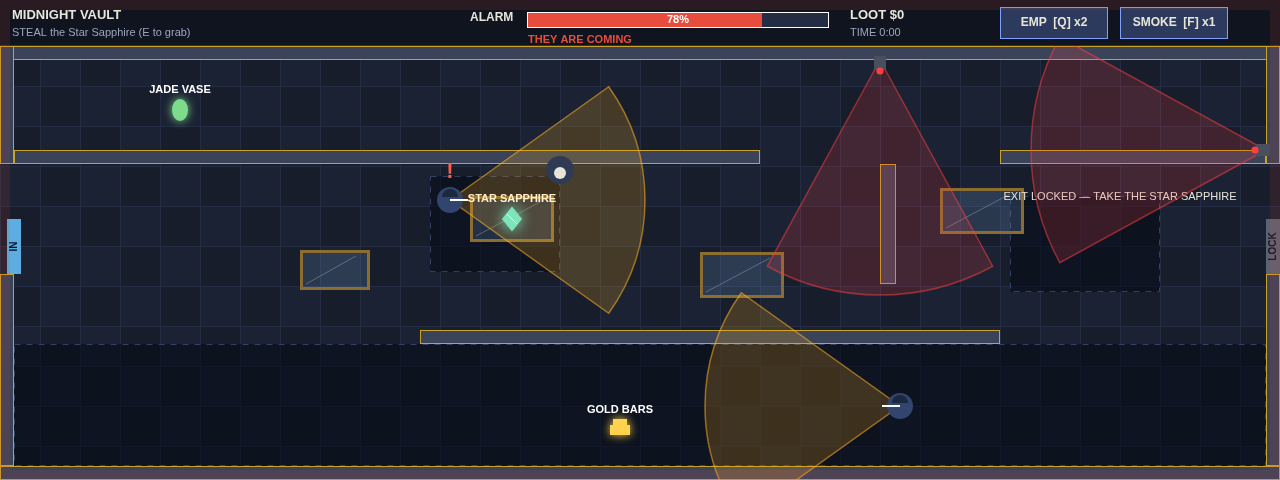 MIDNIGHT VAULT
STEAL the Star Sapphire (E to grab)
ALARM
78%
THEY ARE COMING
LOOT $0
TIME 0:00
EMP [Q] x2
SMOKE [F] x1
JADE VASE
!
STAR SAPPHIRE
EXIT LOCKED — TAKE THE STAR SAPPHIRE
IN
LOCK
GOLD BARS